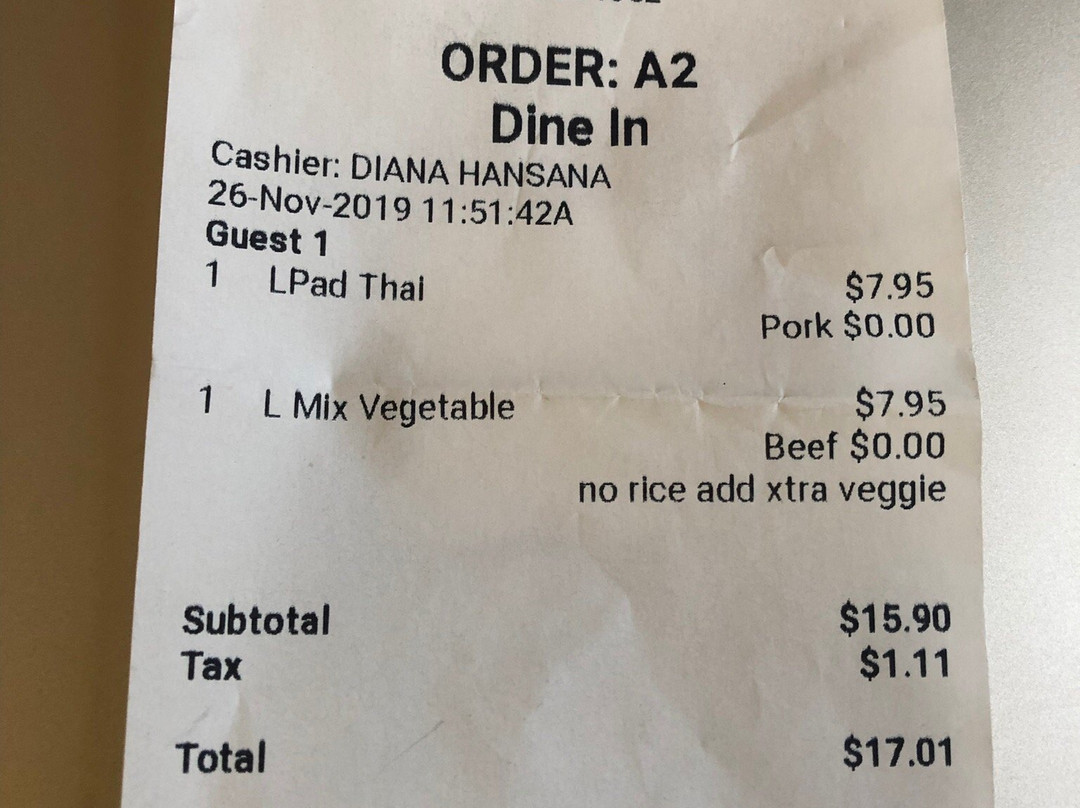 ORDER: A2
Dine In
Cashier: DIANA HANSANA
26-Nov-2019 11:51:42A
Guest 1
1 LPad Thai $7.95
Pork $0.00
1 L Mix Vegetable $7.95
Beef $0.00
no rice add xtra veggie
Subtotal $15.90
Tax $1.11
Total $17.01